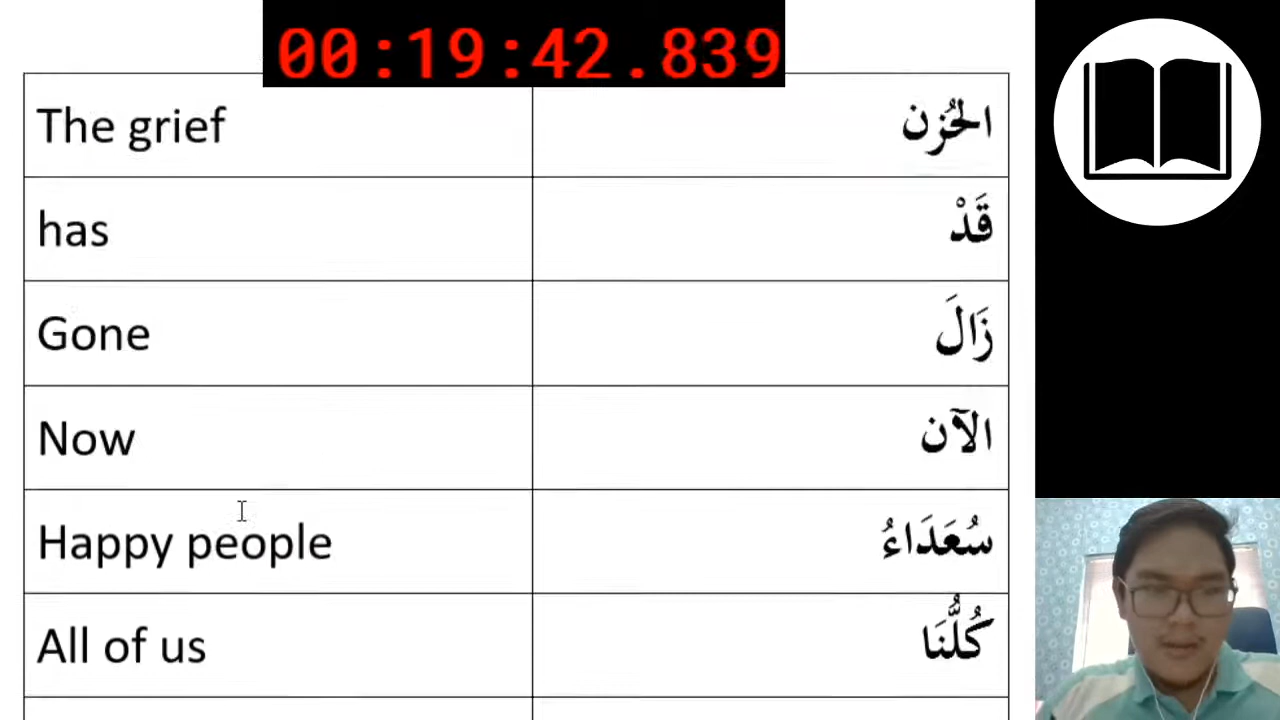 00:19:42.839
The grief الحُزن
has قَدْ
Gone زَالَ
Now الآن
Happy people سُعَدَاءُ
All of us كُلُّنَا